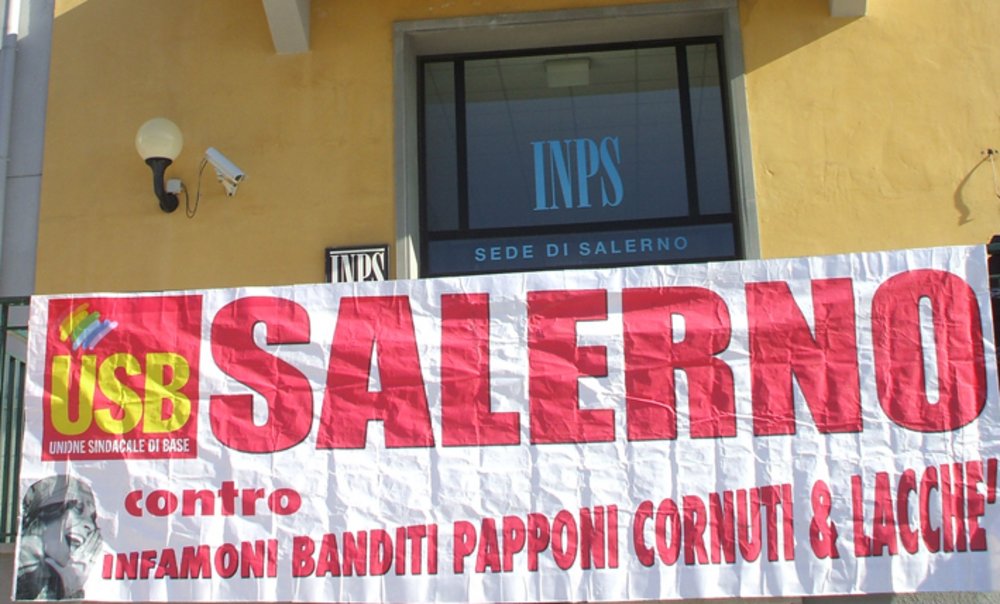 INPS
SEDE DI SALERNO
INPS
SALERNO
USB
UNIONE SINDACALE DI BASE
contro
INFAMONI BANDITI PAPPONI CORNUTI & LACCHE'